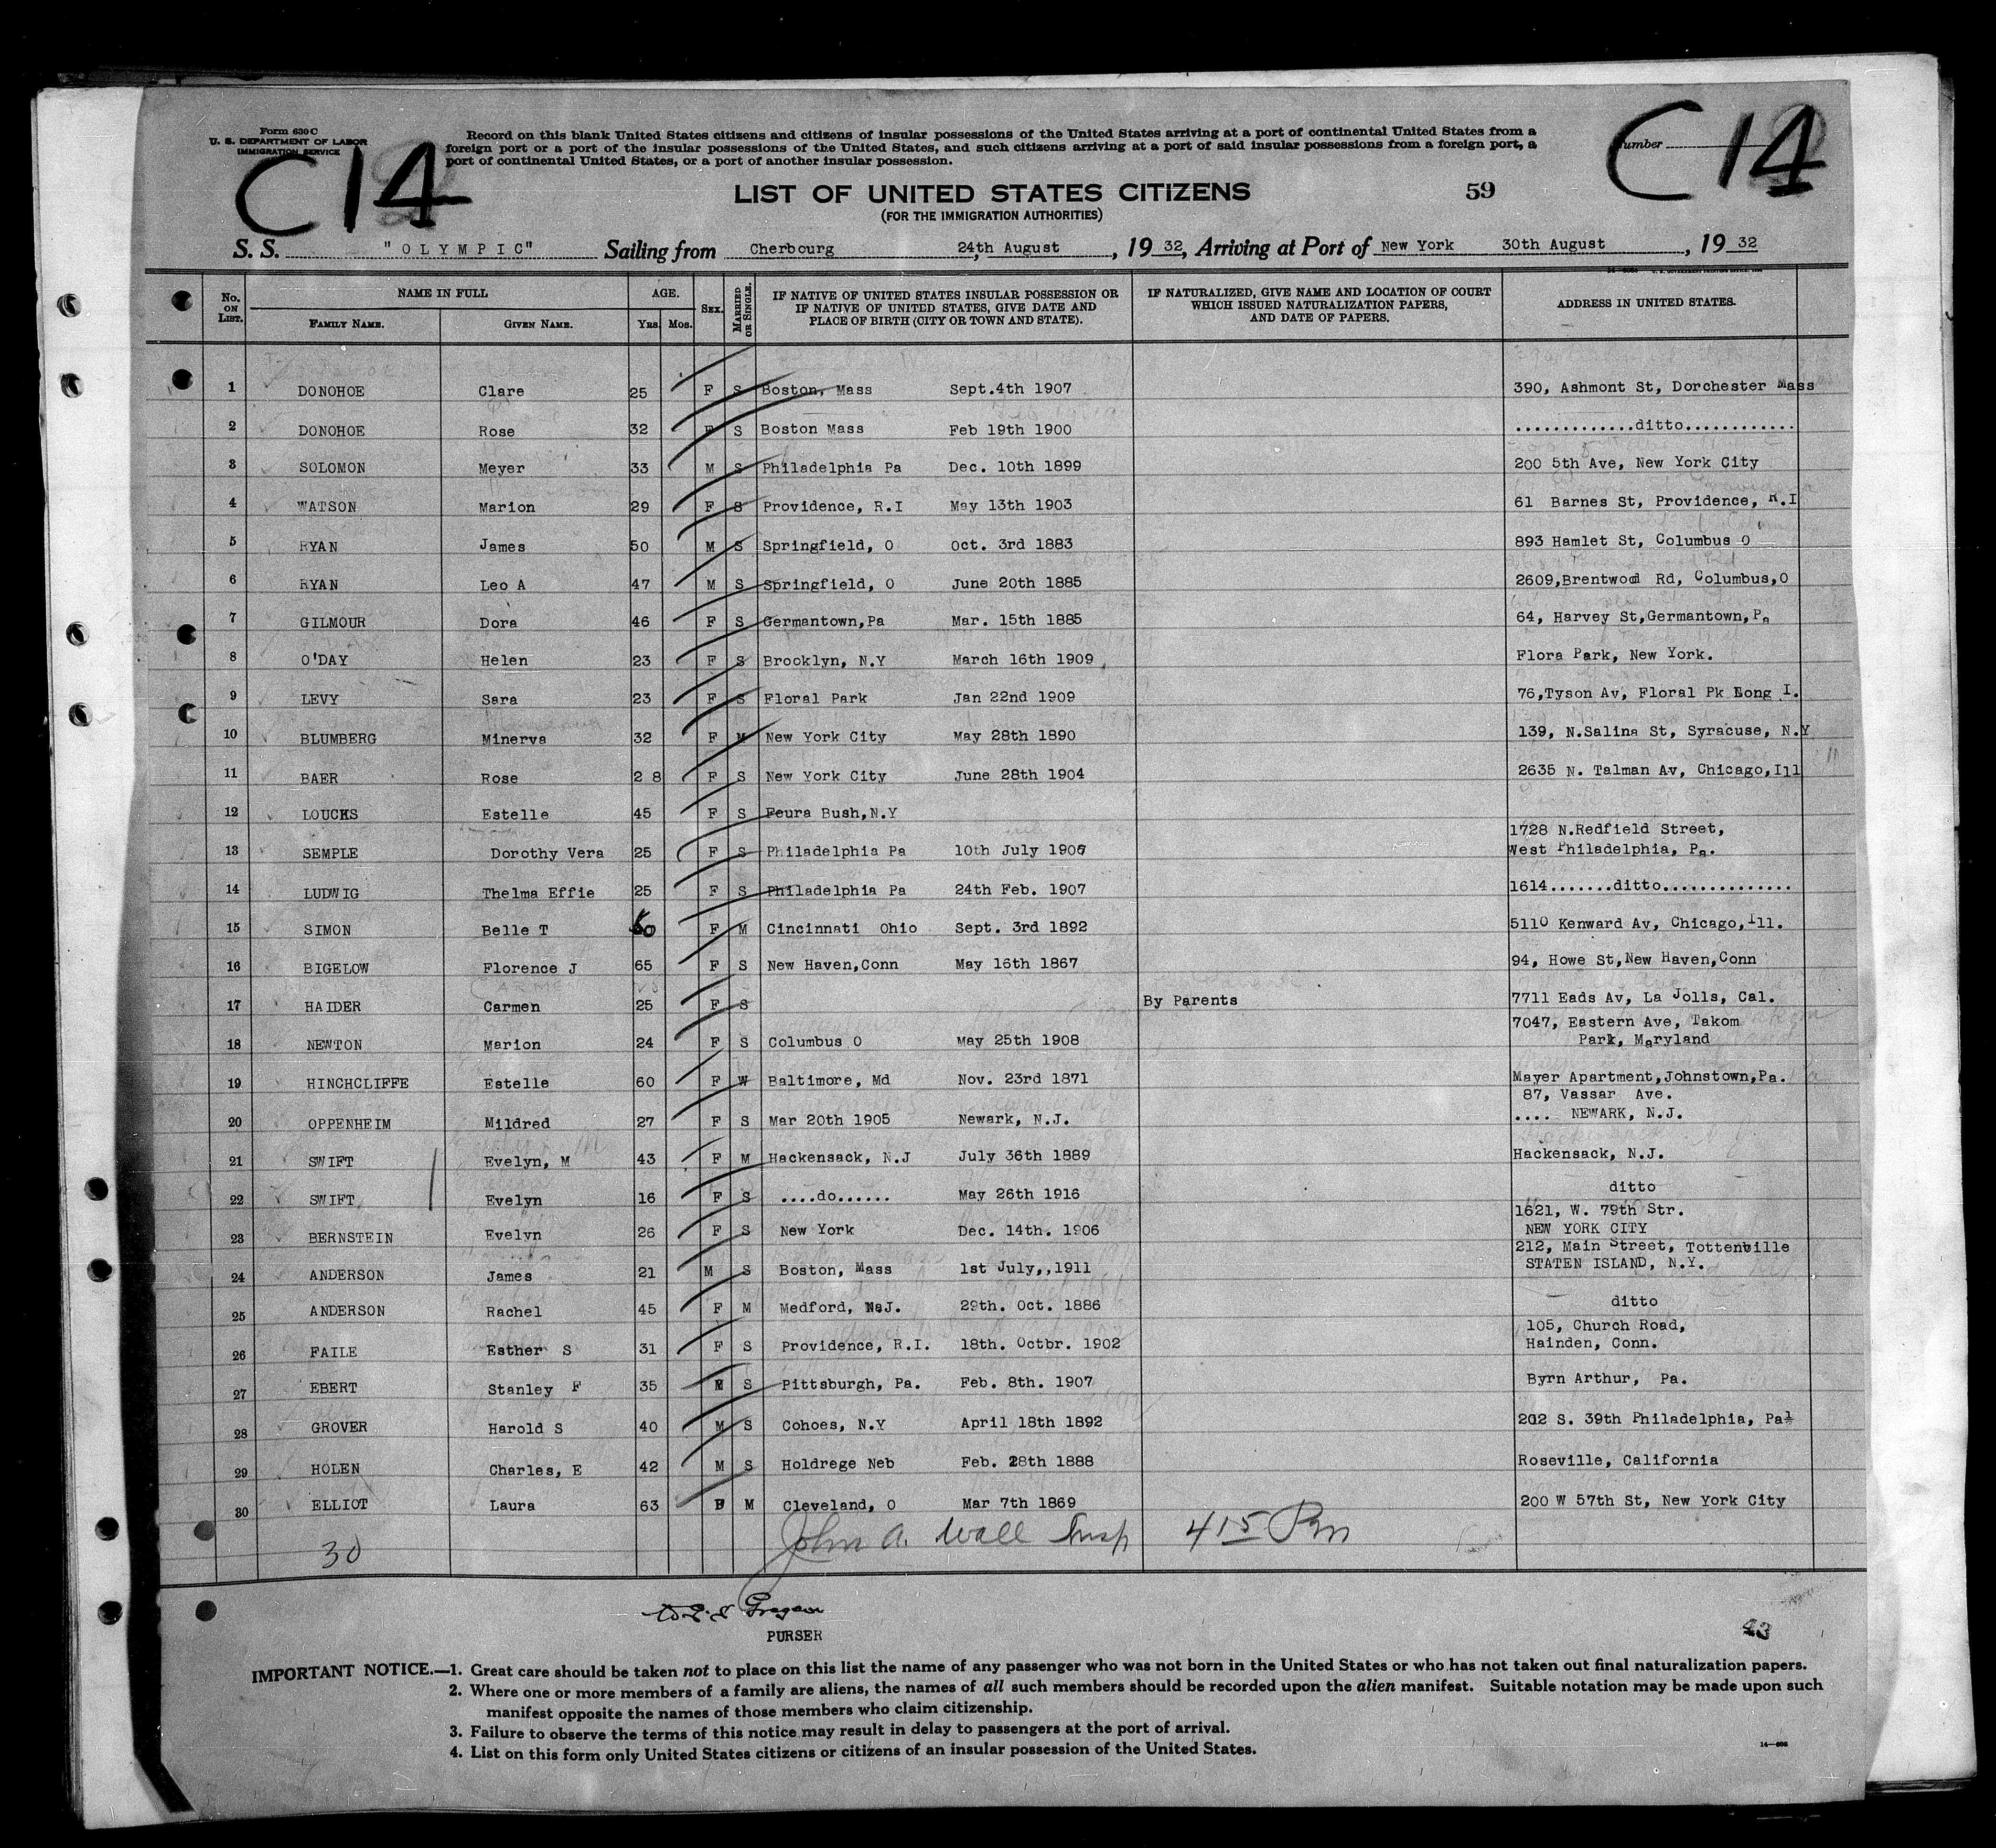 Form 630 C
U. S. DEPARTMENT OF LABOR
IMMIGRATION SERVICE
C14
Record on this blank United States citizens and citizens of insular possessions of the United States arriving at a port of continental United States from a
foreign port or a port of the insular possessions of the United States, and such citizens arriving at a port of said insular possessions from a foreign port, a
port of continental United States, or a port of another insular possession.
umber
C14
LIST OF UNITED STATES CITIZENS
59
(FOR THE IMMIGRATION AUTHORITIES)
S. S. "OLYMPIC" Sailing from Cherbourg 24th August, 19 32, Arriving at Port of New York 30th August, 19 32
No. ON LIST. NAME IN FULL FAMILY NAME. GIVEN NAME. AGE. YRS. MOS. SEX. MARRIED OR SINGLE. IF NATIVE OF UNITED STATES INSULAR POSSESSION OR IF NATIVE OF UNITED STATES, GIVE DATE AND PLACE OF BIRTH (CITY OR TOWN AND STATE). IF NATURALIZED, GIVE NAME AND LOCATION OF COURT WHICH ISSUED NATURALIZATION PAPERS, AND DATE OF PAPERS. ADDRESS IN UNITED STATES.
1 DONOHOE Clare 25 F S Boston, Mass Sept.4th 1907 390, Ashmont St, Dorchester Mass
2 DONOHOE Rose 32 F S Boston Mass Feb 19th 1900 .............ditto............
3 SOLOMON Meyer 33 M S Philadelphia Pa Dec. 10th 1899 200 5th Ave, New York City
4 WATSON Marion 29 F S Providence, R.I May 13th 1903 61 Barnes St, Providence, R.I
5 RYAN James 50 M S Springfield, O Oct. 3rd 1883 893 Hamlet St, Columbus O
6 RYAN Leo A 47 M S Springfield, O June 20th 1885 2609,Brentwood Rd, Columbus,O
7 GILMOUR Dora 46 F S Germantown,Pa Mar. 15th 1885 64, Harvey St,Germantown,Pa
8 O'DAY Helen 23 F S Brooklyn, N.Y March 16th 1909 Flora Park, New York.
9 LEVY Sara 23 F S Floral Park Jan 22nd 1909 76,Tyson Av, Floral Pk Long I.
10 BLUMBERG Minerva 32 F M New York City May 28th 1890 139, N.Salina St, Syracuse, N.Y
11 BAER Rose 2 8 F S New York City June 28th 1904 2635 N. Talman Av, Chicago,Ill
12 LOUCKS Estelle 45 F S Feura Bush,N.Y
1728 N.Redfield Street,
13 SEMPLE Dorothy Vera 25 F S Philadelphia Pa 10th July 1906 West Philadelphia, Pa.
14 LUDWIG Thelma Effie 25 F S Philadelphia Pa 24th Feb. 1907 1614.......ditto..............
15 SIMON Belle T F M Cincinnati Ohio Sept. 3rd 1892 5110 Kenward Av, Chicago,Ill.
16 BIGELOW Florence J 65 F S New Haven,Conn May 16th 1867 94, Howe St,New Haven,Conn
17 HAIDER Carmen 25 F S By Parents 7711 Eads Av, La Jolls, Cal.
7047, Eastern Ave, Takom
18 NEWTON Marion 24 F S Columbus O May 25th 1908 Park, Maryland
19 HINCHCLIFFE Estelle 60 F W Baltimore, Md Nov. 23rd 1871 Mayer Apartment,Johnstown,Pa.
87, Vassar Ave.
20 OPPENHEIM Mildred 27 F S Mar 20th 1905 Newark, N.J. .... NEWARK, N.J.
21 SWIFT Evelyn, M 43 F M Hackensack, N.J July 36th 1889 Hackensack, N.J.
22 SWIFT Evelyn 16 F S ....do...... May 26th 1916 ditto
1621, W. 79th Str.
23 BERNSTEIN Evelyn 26 F S New York Dec. 14th. 1906 NEW YORK CITY
212, Main Street, Tottenville
24 ANDERSON James 21 M S Boston, Mass 1st July,,1911 STATEN ISLAND, N.Y.
25 ANDERSON Rachel 45 F M Medford, N.J. 29th. Oct. 1886 ditto
105, Church Road,
26 FAILE Esther S 31 F S Providence, R.I. 18th. Octbr. 1902 Hainden, Conn.
27 EBERT Stanley F 35 M S Pittsburgh, Pa. Feb. 8th. 1907 Byrn Arthur, Pa.
28 GROVER Harold S 40 M S Cohoes, N.Y April 18th 1892 202 S. 39th Philadelphia, Pa
29 HOLEN Charles, E 42 M S Holdrege Neb Feb. 28th 1888 Roseville, California
30 ELLIOT Laura 63 F M Cleveland, O Mar 7th 1869 200 W 57th St, New York City
30 John A. Wall Insp 415 Pm
PURSER
43
IMPORTANT NOTICE.—1. Great care should be taken not to place on this list the name of any passenger who was not born in the United States or who has not taken out final naturalization papers.
2. Where one or more members of a family are aliens, the names of all such members should be recorded upon the alien manifest. Suitable notation may be made upon such
manifest opposite the names of those members who claim citizenship.
3. Failure to observe the terms of this notice may result in delay to passengers at the port of arrival.
4. List on this form only United States citizens or citizens of an insular possession of the United States.